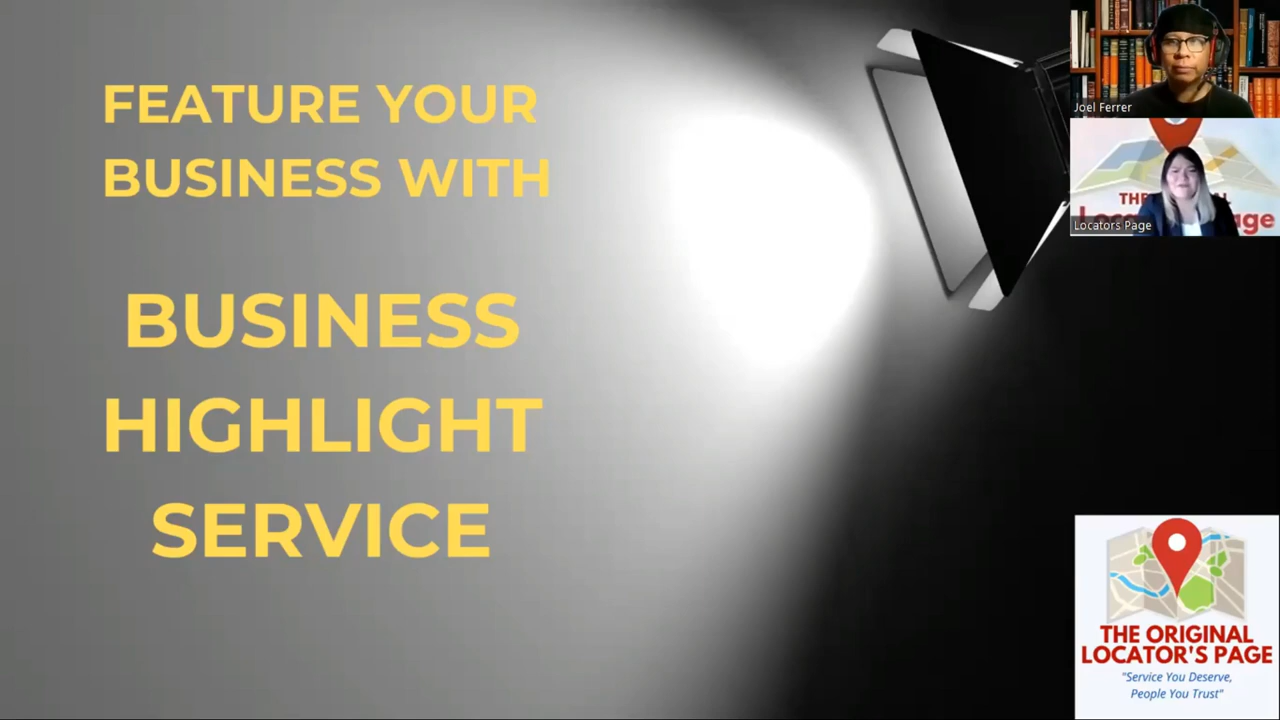 FEATURE YOUR
BUSINESS WITH
BUSINESS
HIGHLIGHT
SERVICE
Joel Ferrer
Locators Page
THE ORIGINAL
LOCATOR'S PAGE
"Service You Deserve,
People You Trust"